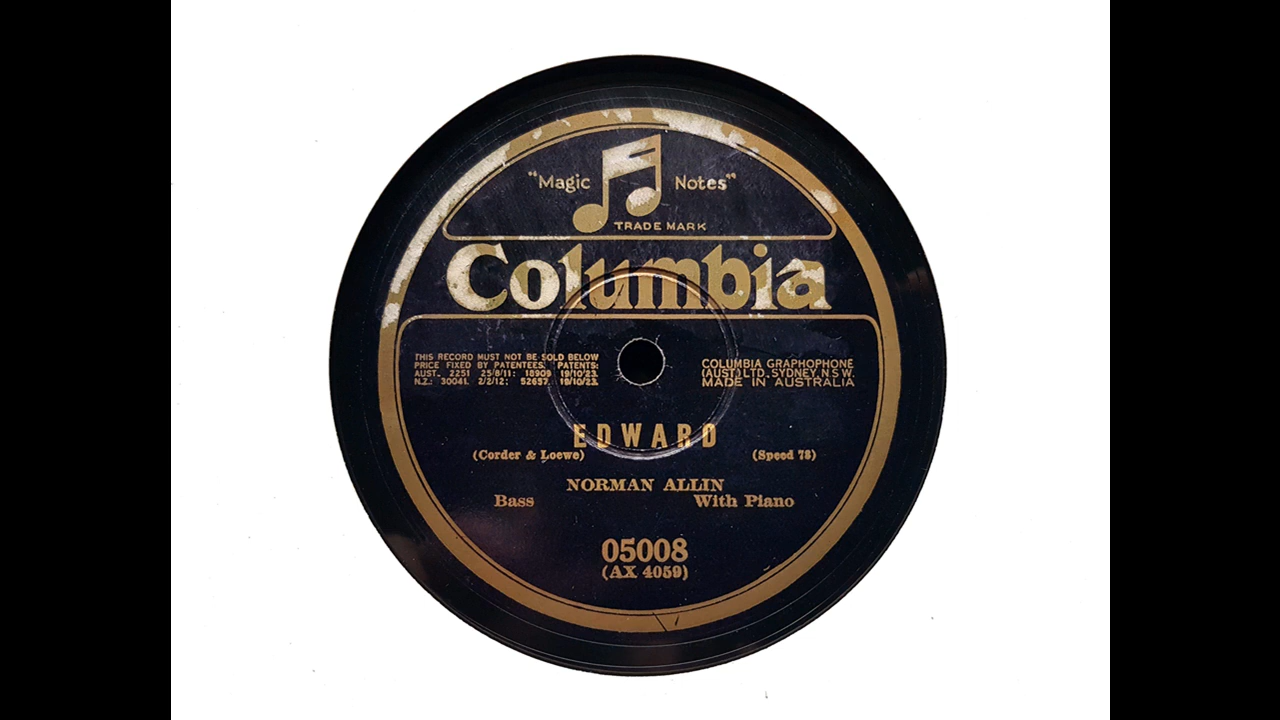 "Magic Notes"
TRADE MARK
Columbia
THIS RECORD MUST NOT BE SOLD BELOW
PRICE FIXED BY PATENTEES. PATENTS:
AUST. 2251 25/8/11: 18909 19/10/23.
N.Z.: 30041. 2/2/12: 52657. 19/10/23.
COLUMBIA GRAPHOPHONE
(AUST) LTD. SYDNEY. N.S.W.
MADE IN AUSTRALIA
EDWARD
(Corder & Loewe) (Speed 78)
NORMAN ALLIN
Bass With Piano
05008
(AX 4059)